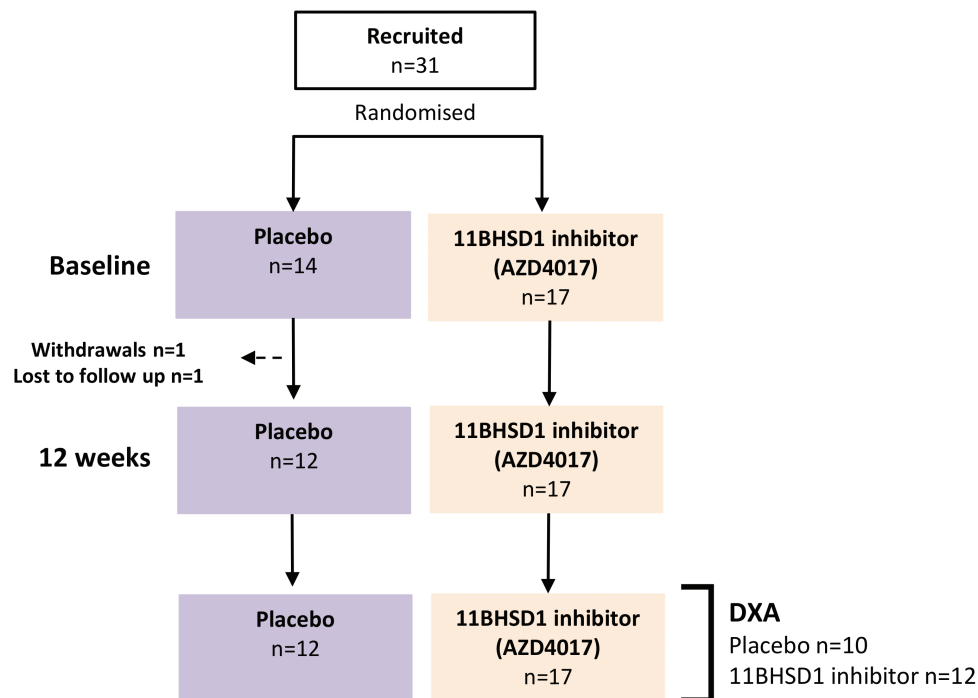 Recruited
n=31
Randomised
Baseline
Placebo
n=14
11BHSD1 inhibitor
(AZD4017)
n=17
Withdrawals n=1
Lost to follow up n=1
12 weeks
Placebo
n=12
11BHSD1 inhibitor
(AZD4017)
n=17
Placebo
n=12
11BHSD1 inhibitor
(AZD4017)
n=17
DXA
Placebo n=10
11BHSD1 inhibitor n=12